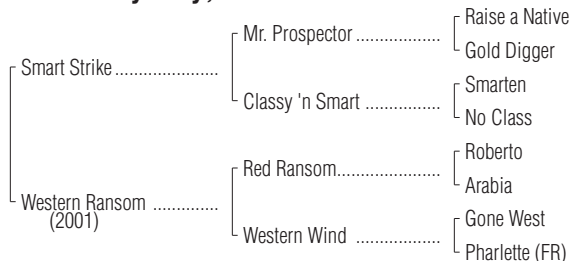 Raise a Native
Mr. Prospector ..................
Gold Digger
Smart Strike ......................
Smarten
Classy 'n Smart ................
No Class
Roberto
Red Ransom......................
Arabia
Western Ransom ..............
(2001)
Gone West
Western Wind ..................
Pharlette (FR)